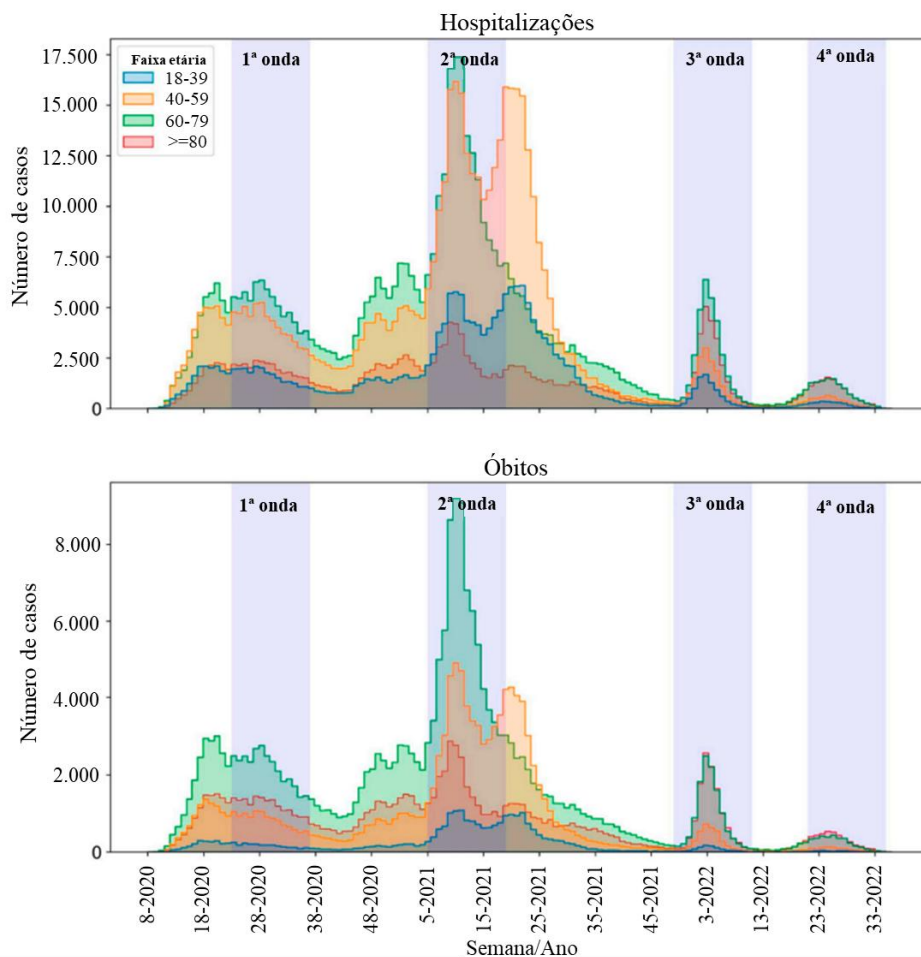 Hospitalizações
Número de casos
17.500
15.000
12.500
10.000
7.500
5.000
2.500
0
Faixa etária
18-39
40-59
60-79
>=80
1ª onda
2ª onda
3ª onda
4ª onda
Óbitos
Número de casos
8.000
6.000
4.000
2.000
0
1ª onda
2ª onda
3ª onda
4ª onda
8-2020
18-2020
28-2020
38-2020
48-2020
5-2021
15-2021
25-2021
35-2021
45-2021
3-2022
13-2022
23-2022
33-2022
Semana/Ano